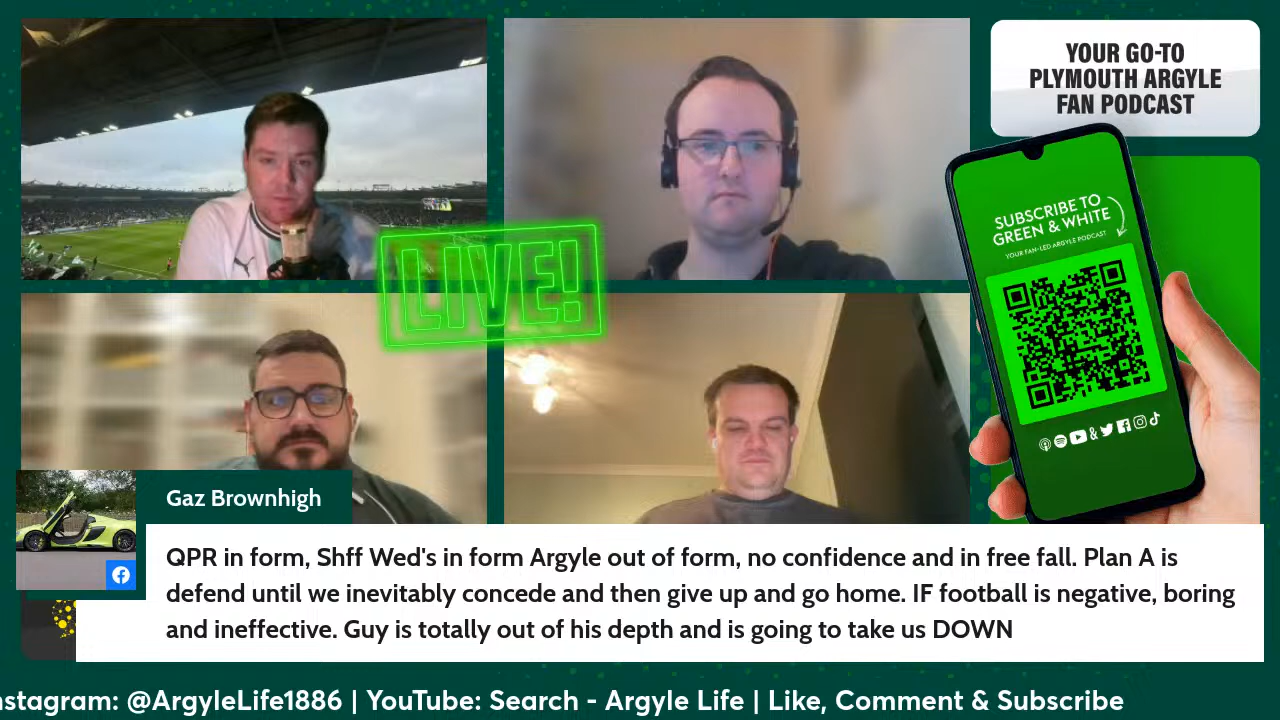 YOUR GO-TO
PLYMOUTH ARGYLE
FAN PODCAST
SUBSCRIBE TO
GREEN & WHITE
YOUR FAN-LED ARGYLE PODCAST
&
LIVE!
Gaz Brownhigh
QPR in form, Shff Wed's in form Argyle out of form, no confidence and in free fall. Plan A is
defend until we inevitably concede and then give up and go home. IF football is negative, boring
and ineffective. Guy is totally out of his depth and is going to take us DOWN
nstagram: @ArgyleLife1886 | YouTube: Search - Argyle Life | Like, Comment & Subscribe